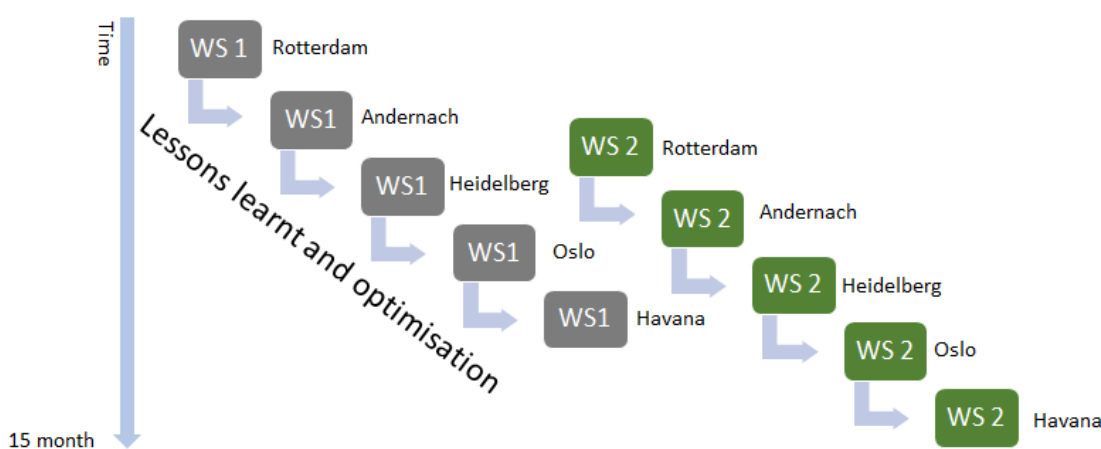 Time
WS 1
Rotterdam
WS1
Andernach
WS 2
Rotterdam
WS1
Heidelberg
WS 2
Andernach
WS1
Oslo
WS 2
Heidelberg
WS1
Havana
WS 2
Oslo
WS 2
Havana
Lessons learnt and optimisation
15 month